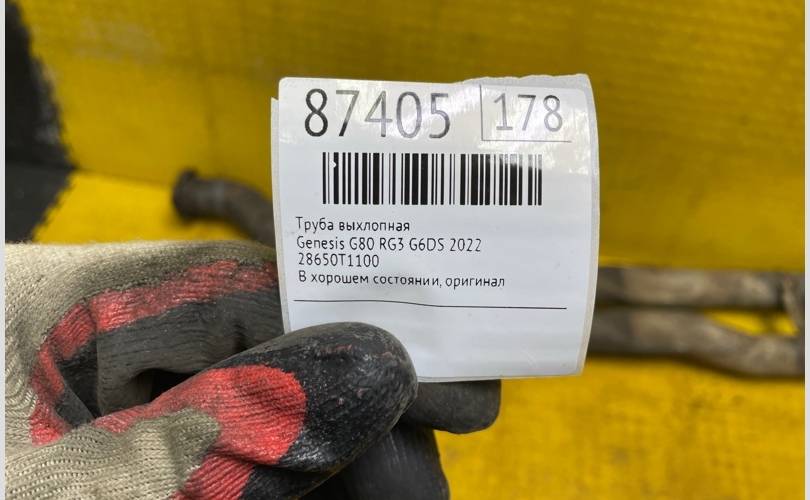 87405 178
Труба выхлопная
Genesis G80 RG3 G6DS 2022
28650T1100
В хорошем состоянии, оригинал